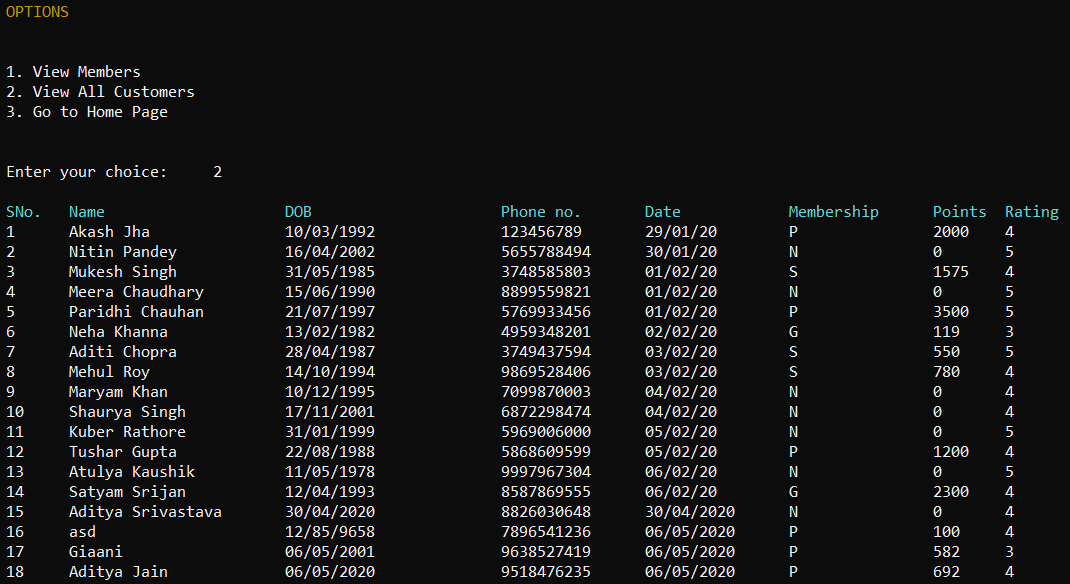 OPTIONS
1. View Members
2. View All Customers
3. Go to Home Page
Enter your choice: 2
SNo. Name DOB Phone no. Date Membership Points Rating
1 Akash Jha 10/03/1992 123456789 29/01/20 P 2000 4
2 Nitin Pandey 16/04/2002 5655788494 30/01/20 N 0 5
3 Mukesh Singh 31/05/1985 3748585803 01/02/20 S 1575 4
4 Meera Chaudhary 15/06/1990 8899559821 01/02/20 N 0 5
5 Paridhi Chauhan 21/07/1997 5769933456 01/02/20 P 3500 5
6 Neha Khanna 13/02/1982 4959348201 02/02/20 G 119 3
7 Aditi Chopra 28/04/1987 3749437594 03/02/20 S 550 5
8 Mehul Roy 14/10/1994 9869528406 03/02/20 S 780 4
9 Maryam Khan 10/12/1995 7099870003 04/02/20 N 0 4
10 Shaurya Singh 17/11/2001 6872298474 04/02/20 N 0 4
11 Kuber Rathore 31/01/1999 5969006000 05/02/20 N 0 5
12 Tushar Gupta 22/08/1988 5868609599 05/02/20 P 1200 4
13 Atulya Kaushik 11/05/1978 9997967304 06/02/20 N 0 5
14 Satyam Srijan 12/04/1993 8587869555 06/02/20 G 2300 4
15 Aditya Srivastava 30/04/2020 8826030648 30/04/2020 N 0 4
16 asd 12/85/9658 7896541236 06/05/2020 P 100 4
17 Giaani 06/05/2001 9638527419 06/05/2020 P 582 3
18 Aditya Jain 06/05/2020 9518476235 06/05/2020 P 692 4